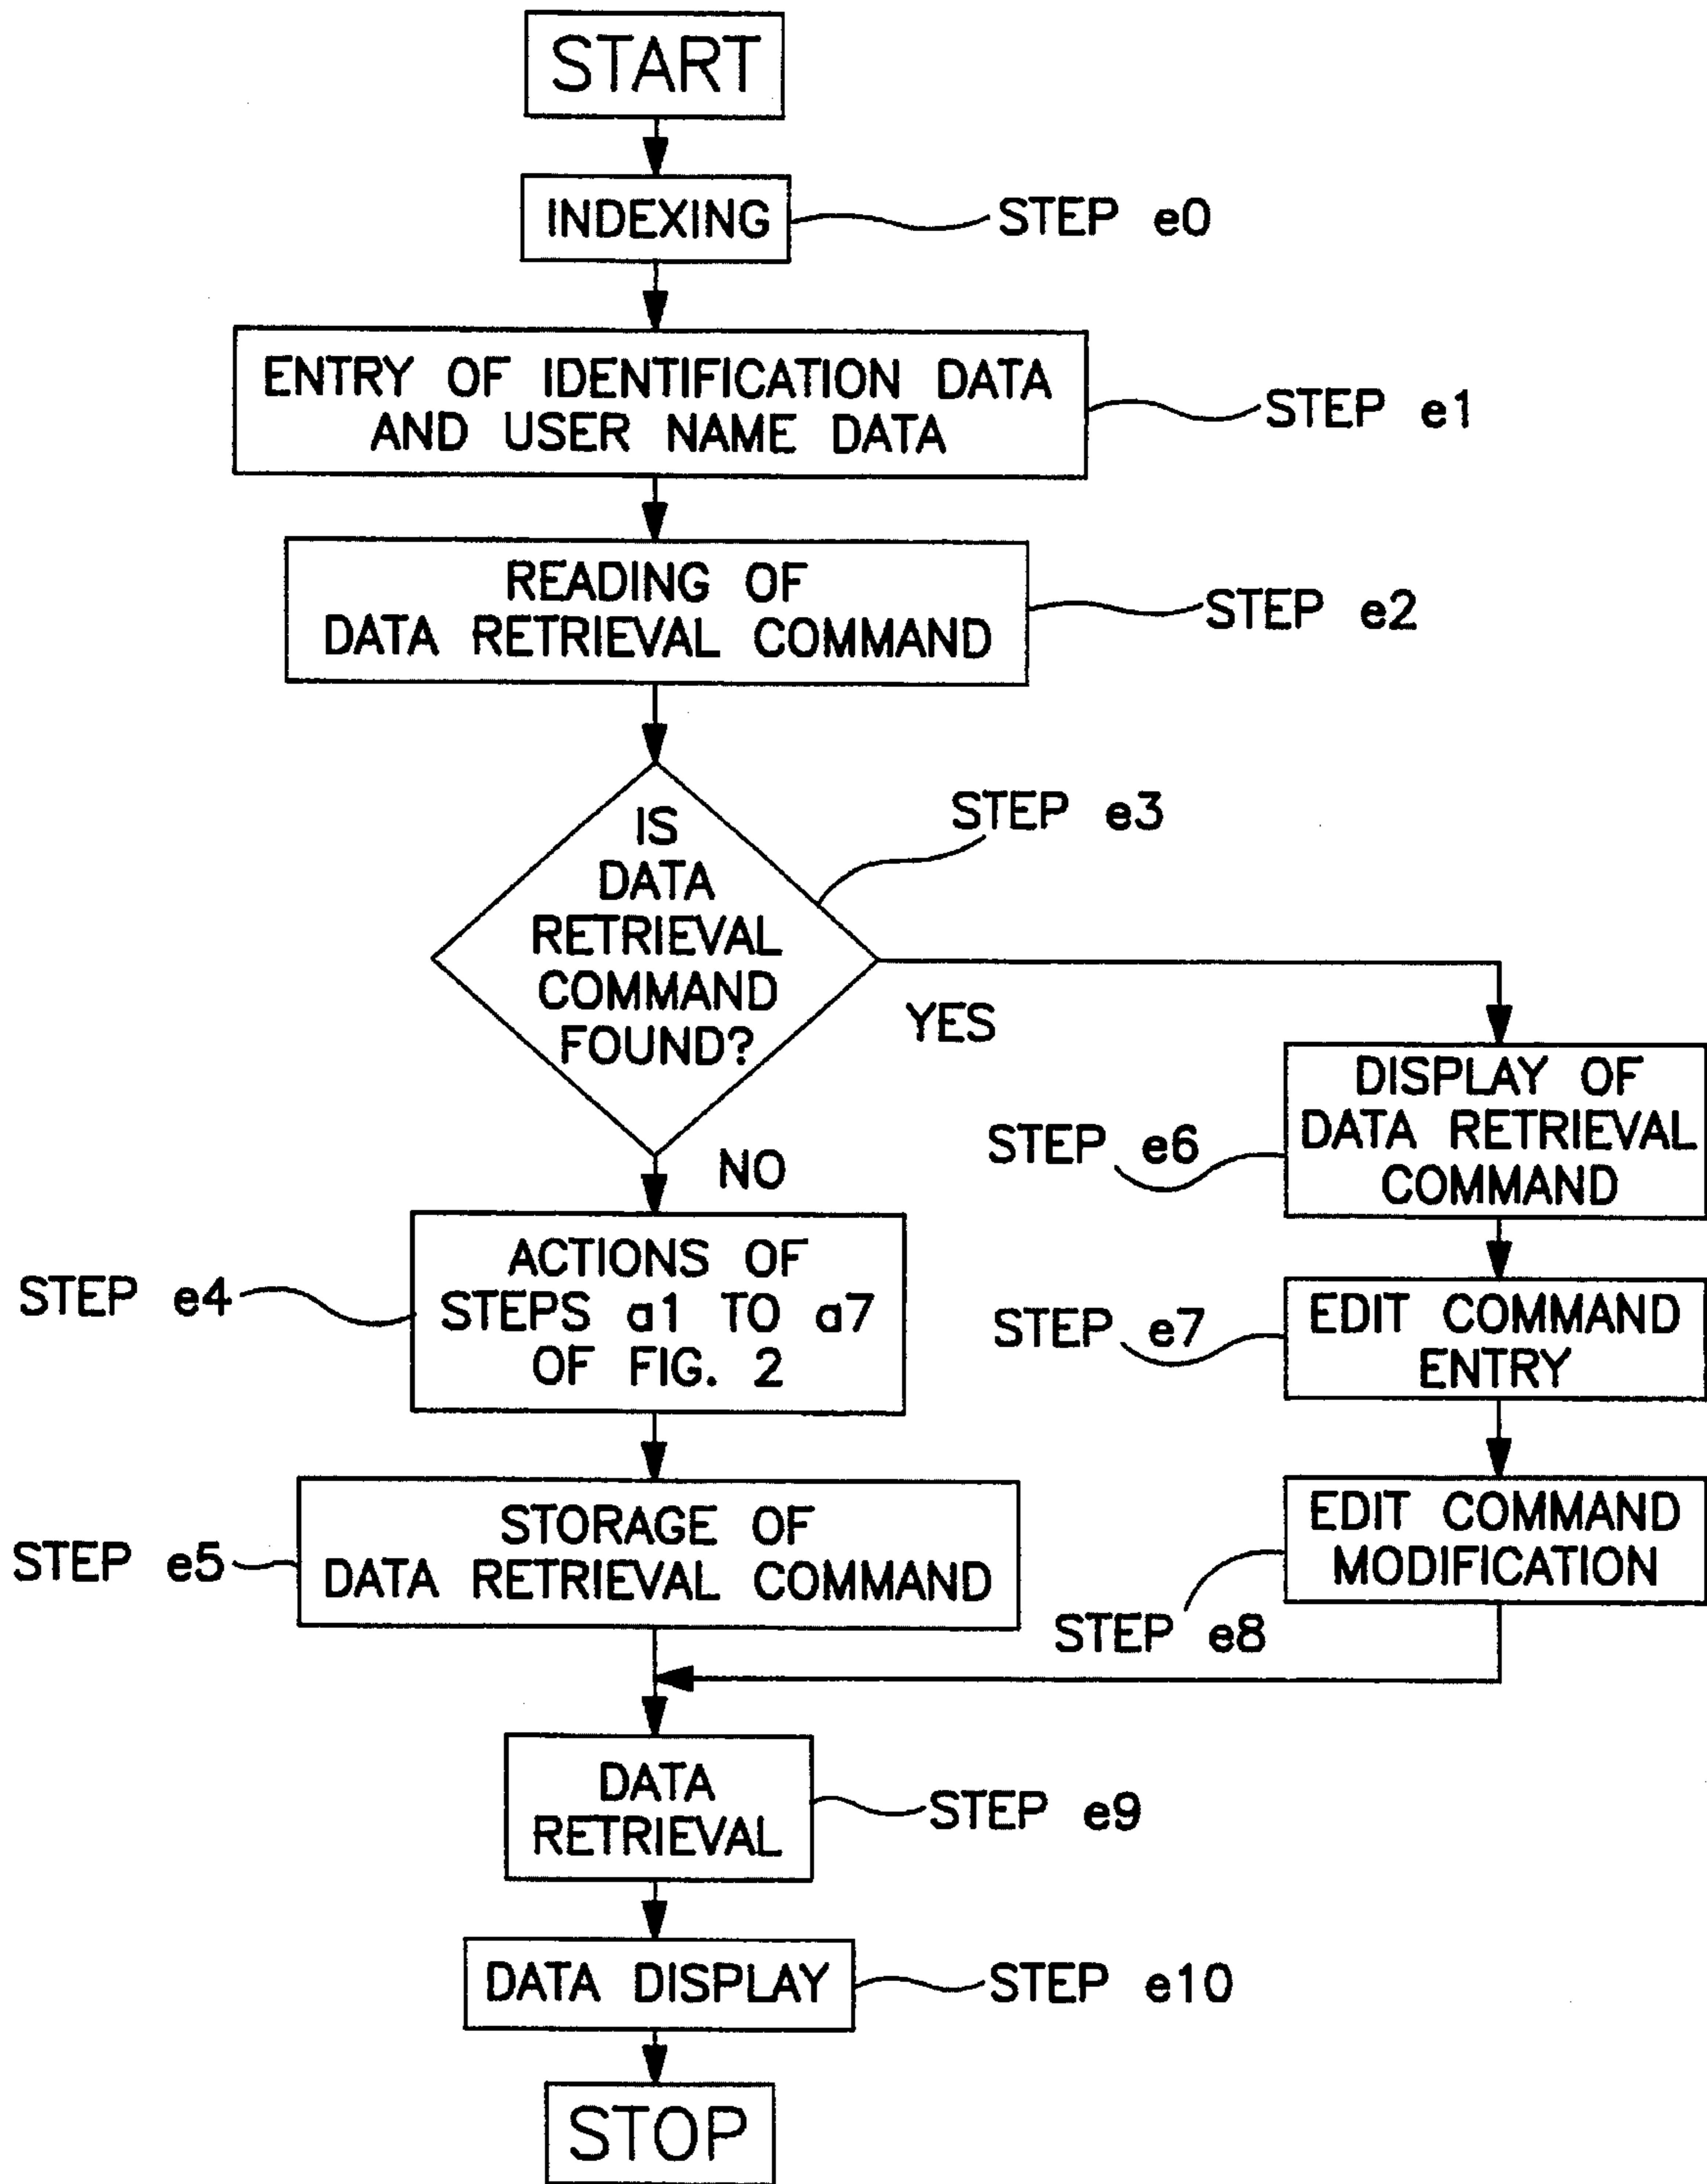 START
INDEXING
STEP e0
ENTRY OF IDENTIFICATION DATA
AND USER NAME DATA
STEP e1
READING OF
DATA RETRIEVAL COMMAND
STEP e2
IS
DATA
RETRIEVAL
COMMAND
FOUND?
STEP e3
YES
NO
DISPLAY OF
DATA RETRIEVAL
COMMAND
STEP e6
ACTIONS OF
STEPS a1 TO a7
OF FIG. 2
STEP e4
EDIT COMMAND
ENTRY
STEP e7
STORAGE OF
DATA RETRIEVAL COMMAND
STEP e5
EDIT COMMAND
MODIFICATION
STEP e8
DATA
RETRIEVAL
STEP e9
DATA DISPLAY
STEP e10
STOP